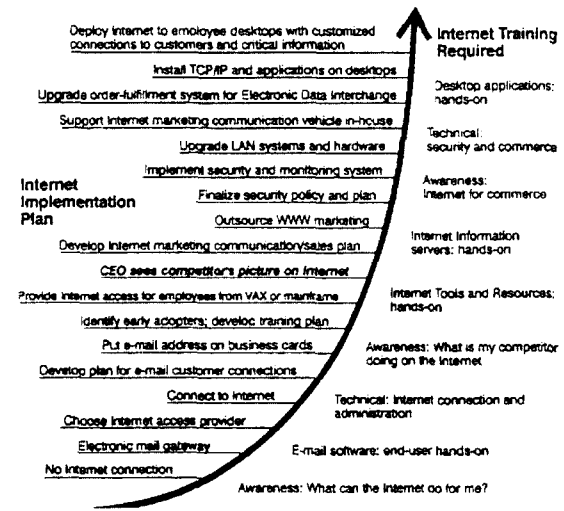 Deploy Internet to employee desktops with customized
connections to customers and critical information
Install TCP/IP and applications on desktops
Upgrade order-fulfillment system for Electronic Data Interchange
Support Internet marketing communication vehicle in-house
Upgrade LAN systems and hardware
Implement security and monitoring system
Finalize security policy and plan
Outsource WWW marketing
Develop Internet marketing communication/sales plan
CEO sees competitor's picture on Internet
Provide Internet access for employees from VAX or mainframe
Identify early adopters; develop training plan
Put e-mail address on business cards
Develop plan for e-mail customer connections
Connect to Internet
Choose Internet access provider
Electronic mail gateway
No Internet connection
Internet
Implementation
Plan
Internet Training
Required
Desktop applications:
hands-on
Technical:
security and commerce
Awareness:
Internet for commerce
Internet Information
servers: hands-on
Internet Tools and Resources:
hands-on
Awareness: What is my competitor
doing on the Internet
Technical: Internet connection and
administration
E-mail software: end-user hands-on
Awareness: What can the Internet do for me?